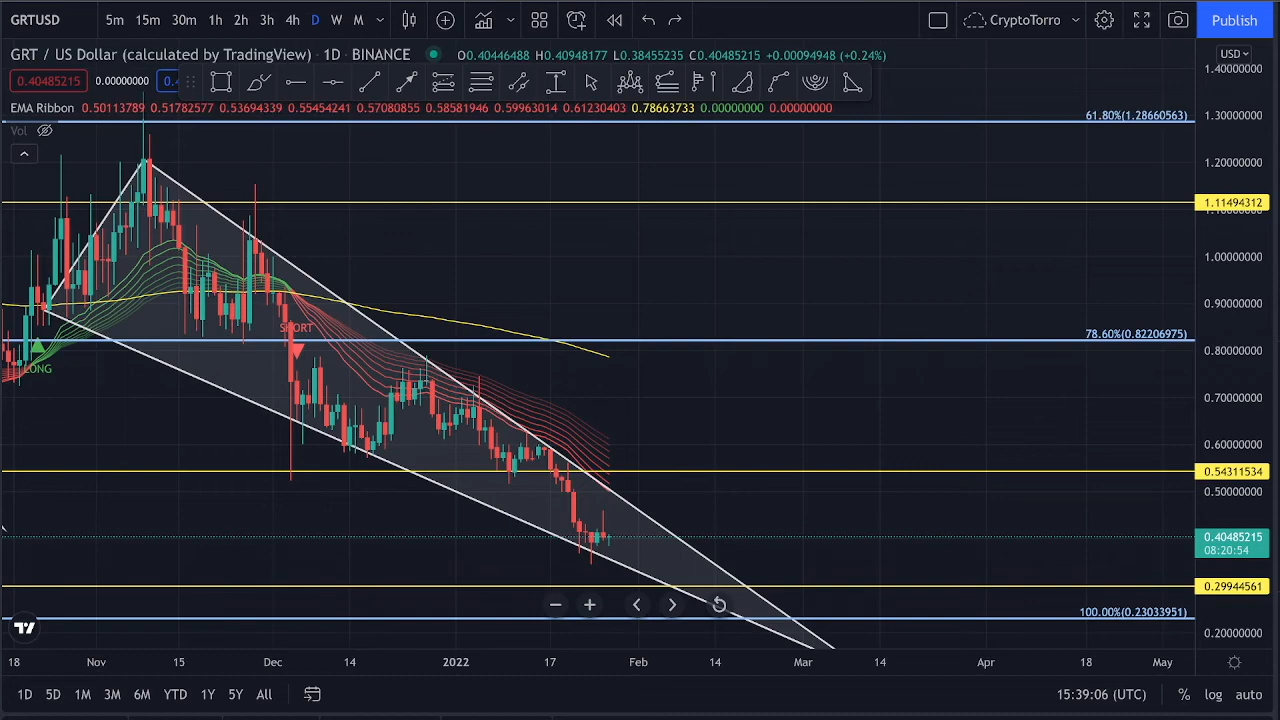 GRTUSD 5m 15m 30m 1h 2h 3h 4h D W M CryptoTorro Publish
GRT / US Dollar (calculated by TradingView) · 1D · BINANCE O0.40446488 H0.40948177 L0.38455235 C0.40485215 +0.00094948 (+0.24%)
USD
0.40485215 0.00000000 0.4
EMA Ribbon 0.50113789 0.51782577 0.53694339 0.55454241 0.57080855 0.58581946 0.59963014 0.61230403 0.78663733 0.00000000 0.00000000
Vol
1.40000000
61.80%(1.28660563)
1.30000000
1.20000000
1.11494312
1.10000000
1.00000000
0.90000000
SHORT
78.60%(0.82206975)
0.80000000
LONG
0.70000000
0.60000000
0.54311534
0.50000000
0.40485215
08:20:54
0.29944561
100.00%(0.23033951)
0.20000000
18 Nov 15 Dec 14 2022 17 Feb 14 Mar 14 Apr 18 May
1D 5D 1M 3M 6M YTD 1Y 5Y All 15:39:06 (UTC) % log auto